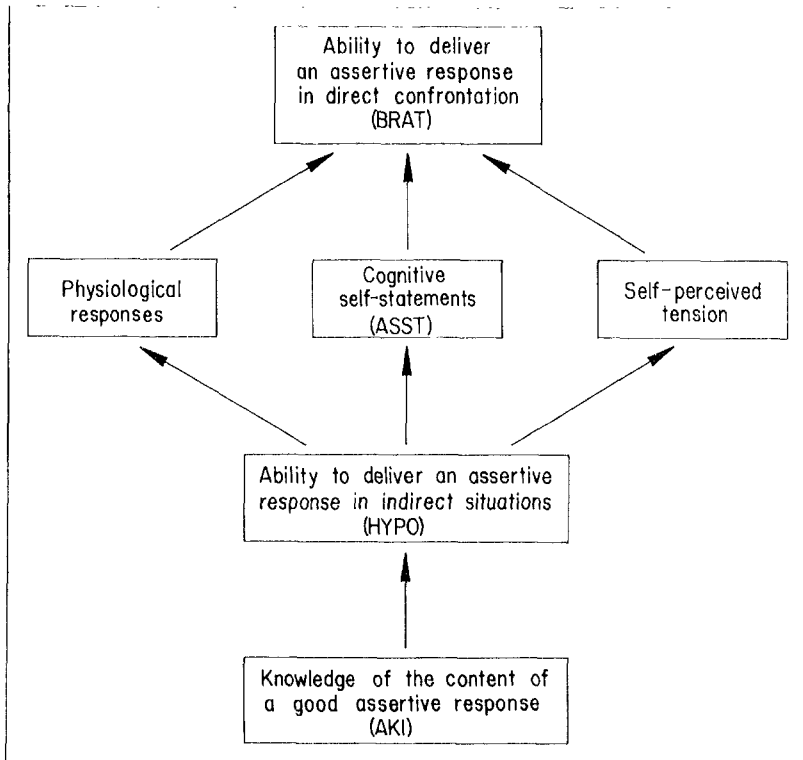 Ability to deliver
an assertive response
in direct confrontation
(BRAT)
Physiological
responses
Cognitive
self-statements
(ASST)
Self-perceived
tension
Ability to deliver an assertive
response in indirect situations
(HYPO)
Knowledge of the content of
a good assertive response
(AKI)